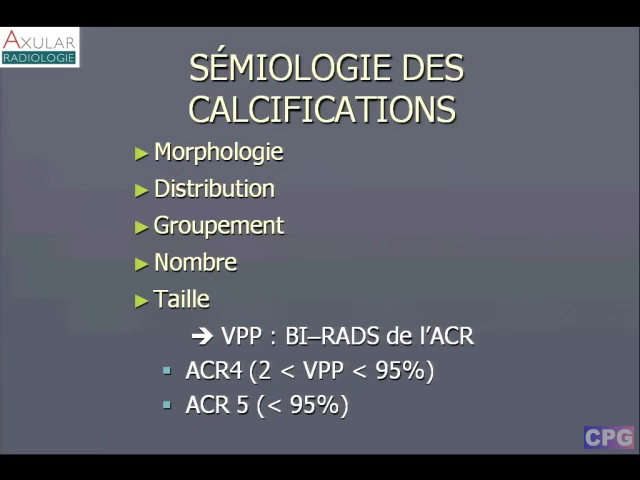 AXULAR
RADIOLOGIE
SÉMIOLOGIE DES
CALCIFICATIONS
► Morphologie
► Distribution
► Groupement
► Nombre
► Taille
➔ VPP : BI–RADS de l'ACR
▪ ACR4 (2 < VPP < 95%)
▪ ACR 5 (< 95%)
CPG